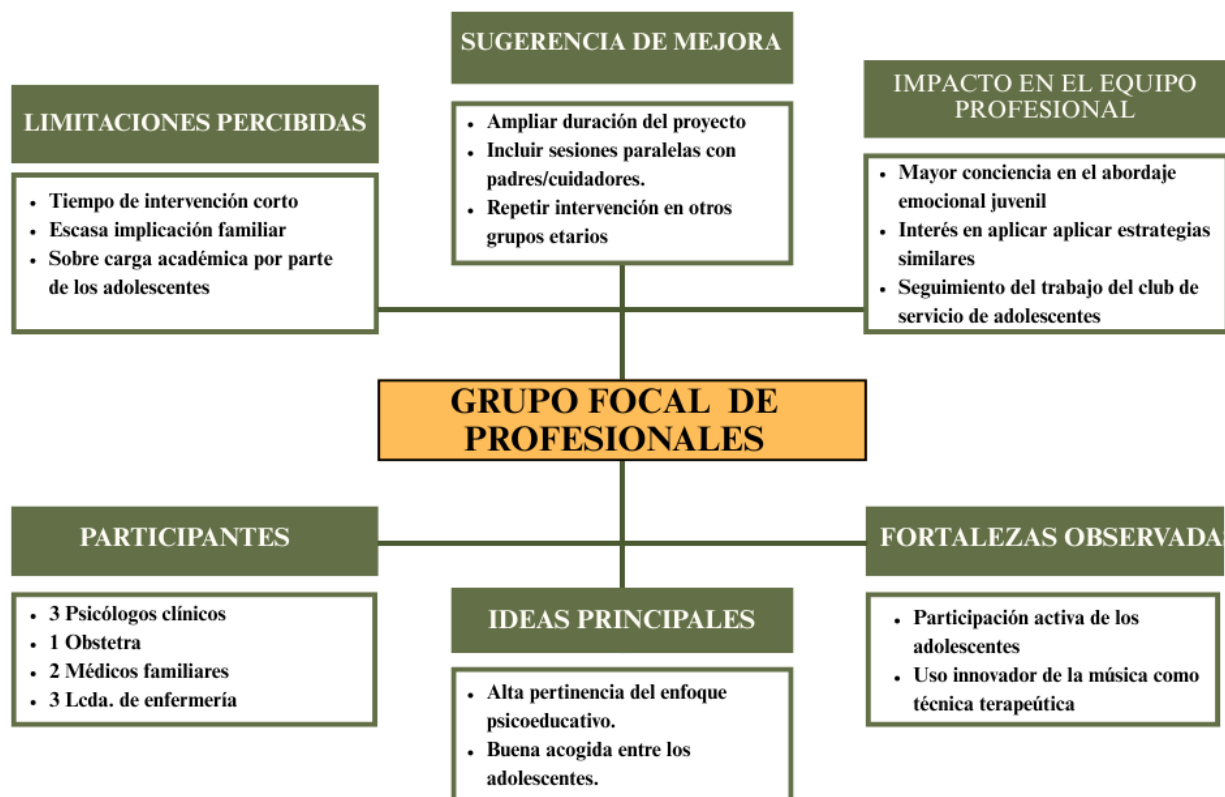 SUGERENCIA DE MEJORA
• Ampliar duración del proyecto
• Incluir sesiones paralelas con
padres/cuidadores.
• Repetir intervención en otros
grupos etarios
LIMITACIONES PERCIBIDAS
• Tiempo de intervención corto
• Escasa implicación familiar
• Sobre carga académica por parte
de los adolescentes
IMPACTO EN EL EQUIPO
PROFESIONAL
• Mayor conciencia en el abordaje
emocional juvenil
• Interés en aplicar aplicar estrategias
similares
• Seguimiento del trabajo del club de
servicio de adolescentes
GRUPO FOCAL DE
PROFESIONALES
PARTICIPANTES
• 3 Psicólogos clínicos
• 1 Obstetra
• 2 Médicos familiares
• 3 Lcda. de enfermería
IDEAS PRINCIPALES
• Alta pertinencia del enfoque
psicoeducativo.
• Buena acogida entre los
adolescentes.
FORTALEZAS OBSERVADAS
• Participación activa de los
adolescentes
• Uso innovador de la música como
técnica terapeútica